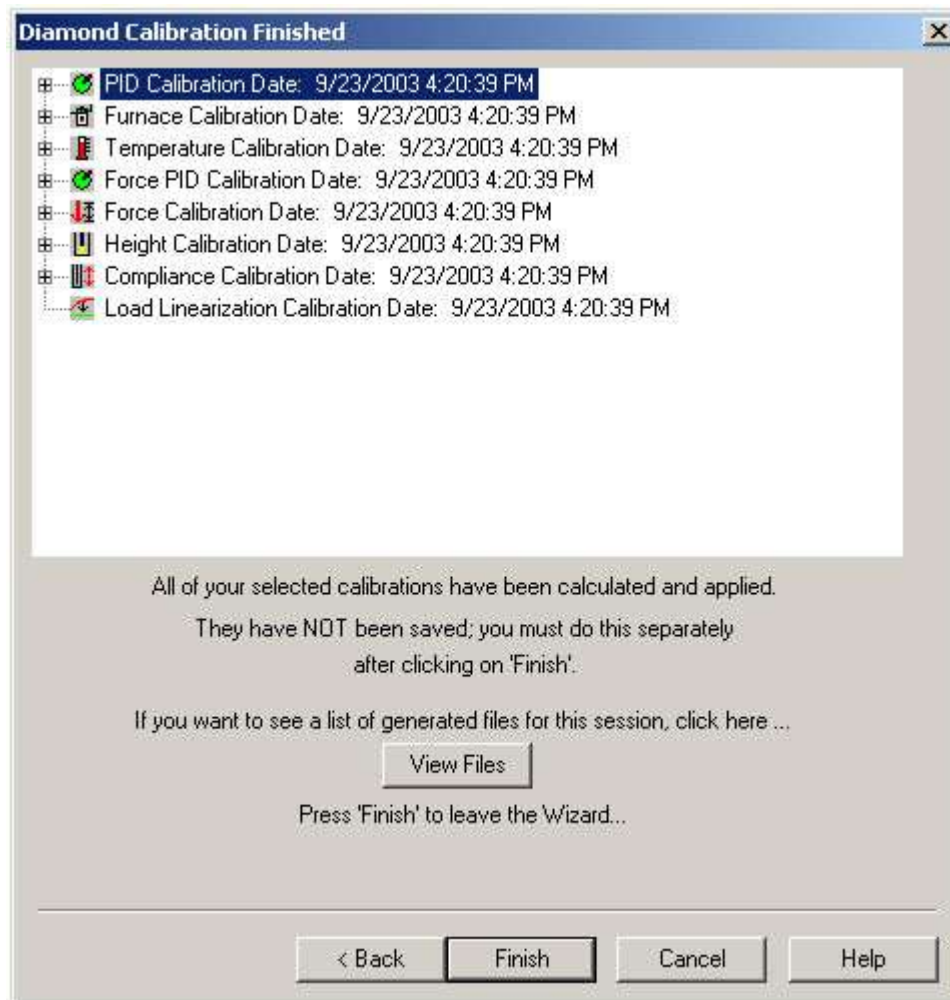 Diamond Calibration Finished
PID Calibration Date: 9/23/2003 4:20:39 PM
Furnace Calibration Date: 9/23/2003 4:20:39 PM
Temperature Calibration Date: 9/23/2003 4:20:39 PM
Force PID Calibration Date: 9/23/2003 4:20:39 PM
Force Calibration Date: 9/23/2003 4:20:39 PM
Height Calibration Date: 9/23/2003 4:20:39 PM
Compliance Calibration Date: 9/23/2003 4:20:39 PM
Load Linearization Calibration Date: 9/23/2003 4:20:39 PM
All of your selected calibrations have been calculated and applied.
They have NOT been saved; you must do this separately
after clicking on 'Finish'.
If you want to see a list of generated files for this session, click here ...
View Files
Press 'Finish' to leave the Wizard...
< Back
Finish
Cancel
Help